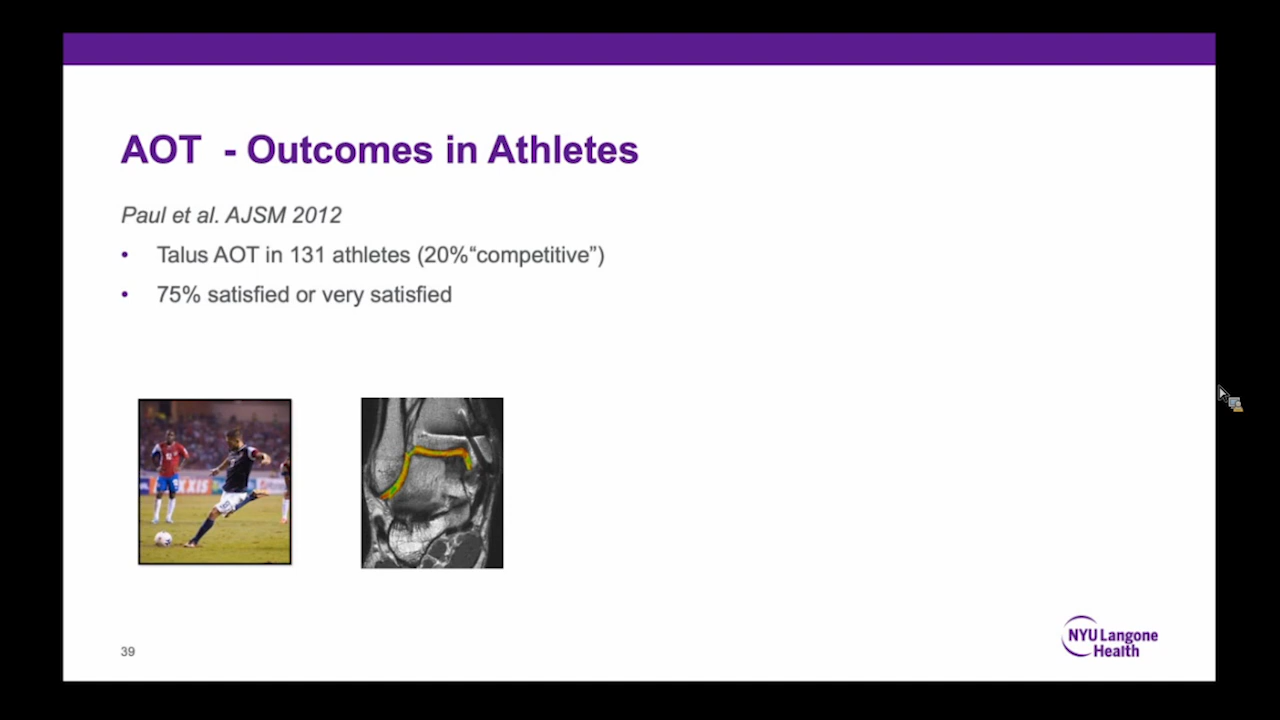 AOT - Outcomes in Athletes
Paul et al. AJSM 2012
• Talus AOT in 131 athletes (20%“competitive”)
• 75% satisfied or very satisfied
39
NYU Langone
Health